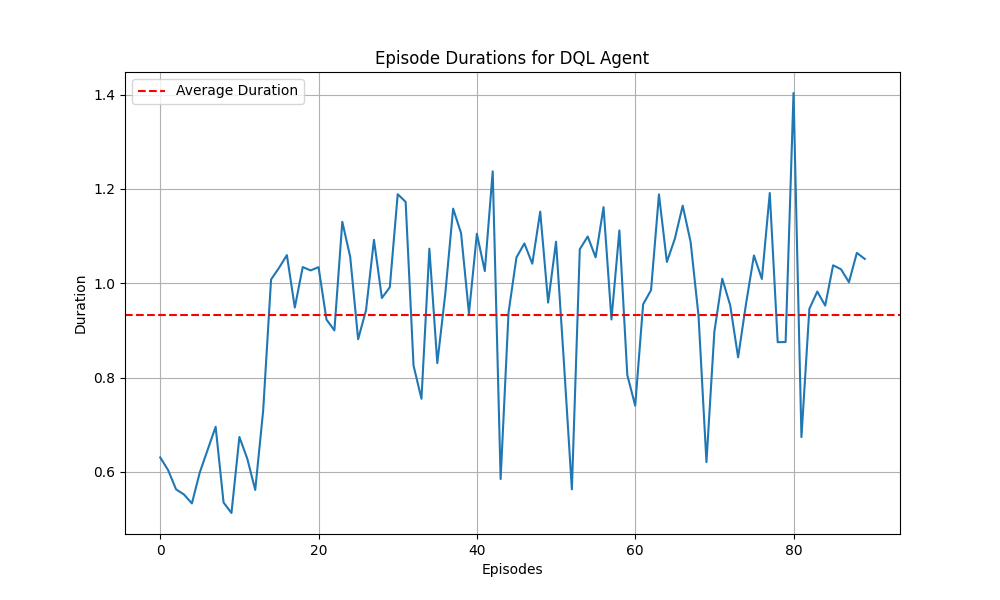 Episode Durations for DQL Agent
Average Duration
1.4
1.2
1.0
0.8
0.6
Duration
0 20 40 60 80
Episodes